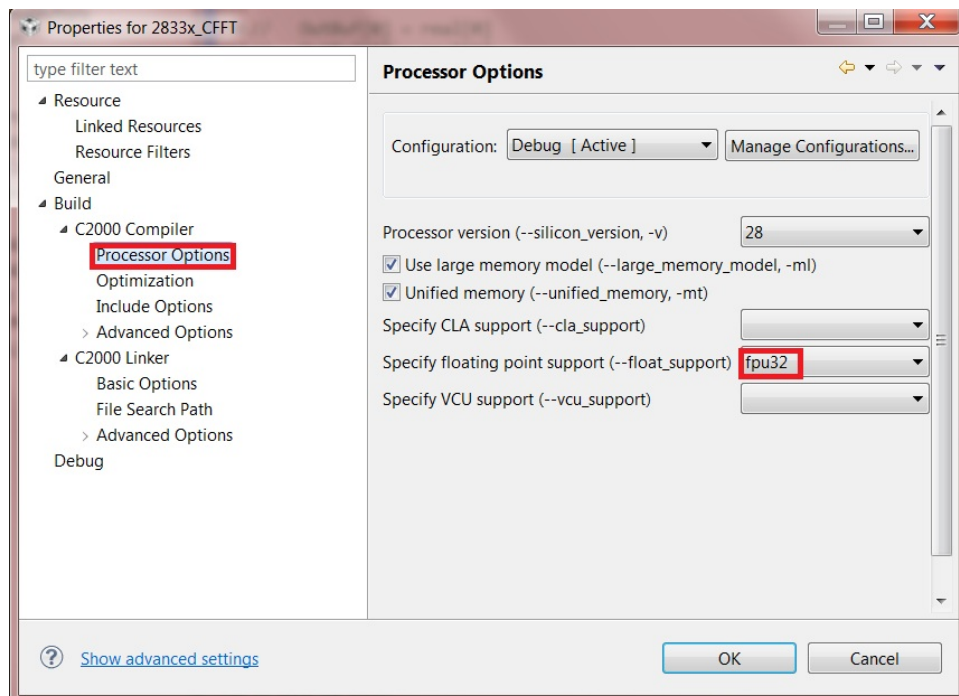 Properties for 2833x_CFFT
type filter text
Resource
Linked Resources
Resource Filters
General
Build
C2000 Compiler
Processor Options
Optimization
Include Options
Advanced Options
C2000 Linker
Basic Options
File Search Path
Advanced Options
Debug
Processor Options
Configuration: Debug [ Active ] Manage Configurations...
Processor version (--silicon_version, -v) 28
Use large memory model (--large_memory_model, -ml)
Unified memory (--unified_memory, -mt)
Specify CLA support (--cla_support)
Specify floating point support (--float_support) fpu32
Specify VCU support (--vcu_support)
Show advanced settings
OK Cancel